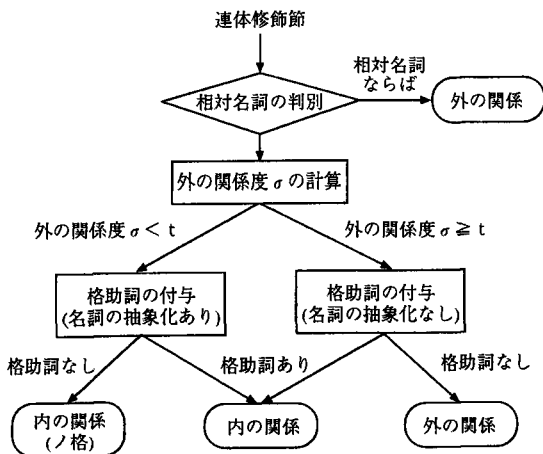 連体修飾節
相対名詞
ならば
相対名詞の判別
外の関係
外の関係度σの計算
外の関係度σ＜t
外の関係度σ≧t
格助詞の付与
(名詞の抽象化あり)
格助詞の付与
(名詞の抽象化なし)
格助詞なし
格助詞あり
格助詞なし
内の関係
(ノ格)
内の関係
外の関係